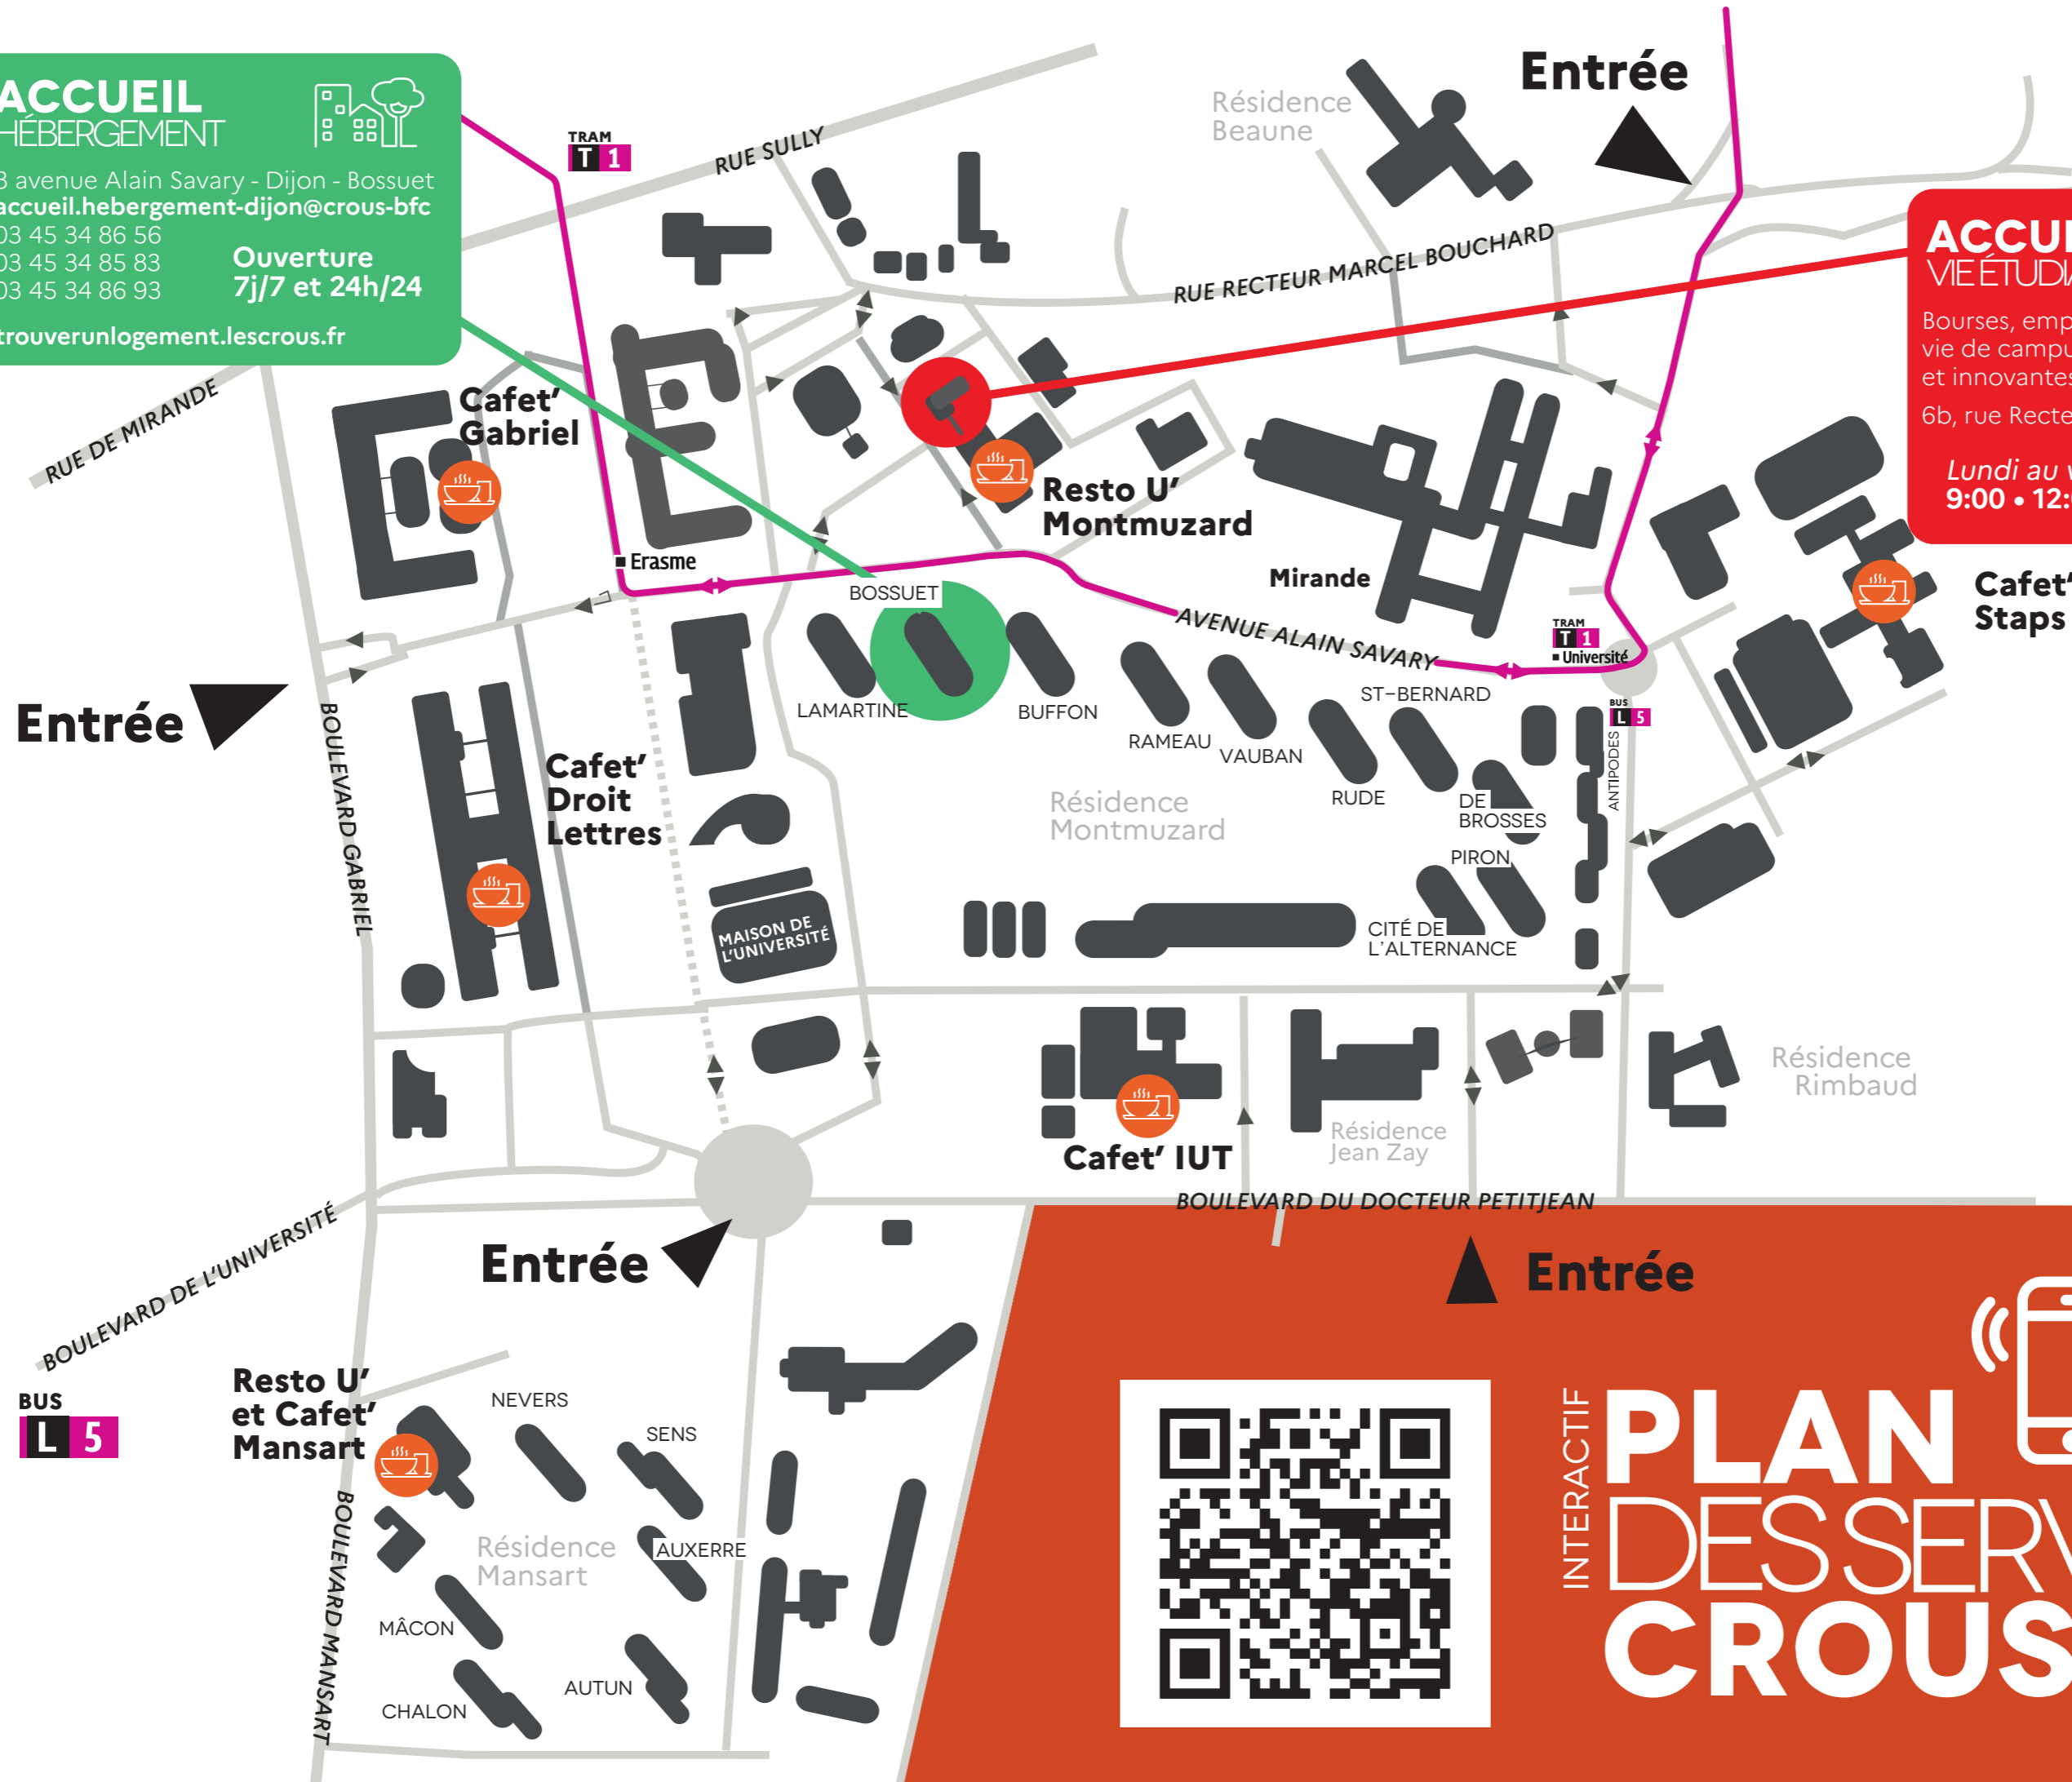 ACCUEIL
HÉBERGEMENT
avenue Alain Savary - Dijon - Bossuet
accueil.hebergement-dijon@crous-bfc
03 45 34 86 56
03 45 34 85 83
03 45 34 86 93
Ouverture
7j/7 et 24h/24
trouverunlogement.lescrous.fr
TRAM
T 1
RUE SULLY
Résidence
Beaune
Entrée
RUE RECTEUR MARCEL BOUCHARD
VIE
Bourses,
vie de
et innovantes
6b, rue
Lundi au
9:00 • 12:
RUE DE MIRANDE
Cafet'
Gabriel
Resto U'
Montmuzard
Erasme
Mirande
BOSSUET
AVENUE ALAIN SAVARY
TRAM
T 1
Université
Cafet'
Staps
Entrée
BOULEVARD GABRIEL
LAMARTINE
BUFFON
RAMEAU
VAUBAN
ST-BERNARD
RUDE
BUS
L 5
ANTIPODES
DE
BROSSES
Cafet'
Droit
Lettres
Résidence
Montmuzard
PIRON
MAISON DE
L'UNIVERSITÉ
CITÉ DE
L'ALTERNANCE
Résidence
Rimbaud
Résidence
Jean Zay
Cafet' IUT
BOULEVARD DU DOCTEUR PETITJEAN
BOULEVARD DE L'UNIVERSITÉ
Entrée
Entrée
BUS
L 5
Resto U'
et Cafet'
Mansart
NEVERS
SENS
BOULEVARD MANSART
Résidence
Mansart
AUXERRE
MÂCON
AUTUN
CHALON
INTERACTIF
PLAN
DES
CROUS